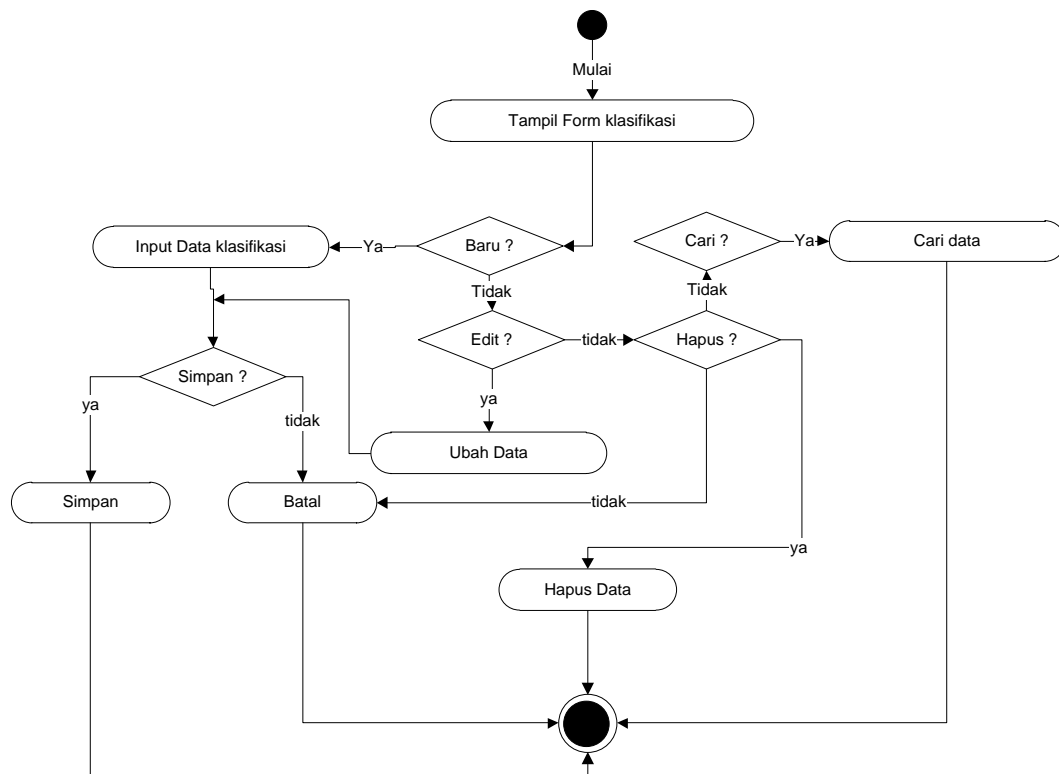 Mulai
Tampil Form klasifikasi
Input Data klasifikasi
Ya
Baru ?
Cari ?
Ya
Cari data
Tidak
Tidak
Edit ?
tidak
Hapus ?
Simpan ?
ya
tidak
ya
Ubah Data
Simpan
Batal
tidak
ya
Hapus Data